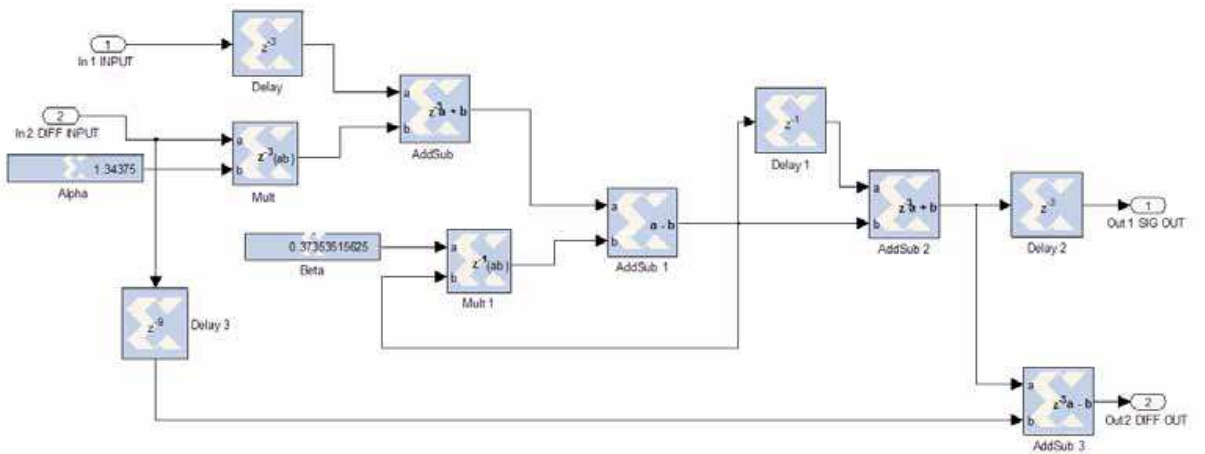 1
In 1 INPUT
z-3
Delay
a
b
z-3a + b
AddSub
2
In 2 DIFF INPUT
a
b
z-3(ab)
Mult
1.34375
Alpha
0.37353515625
Beta
a
b
z-1(ab)
Mult 1
a
b
a - b
AddSub 1
z-1
Delay 1
a
b
z-3a + b
AddSub 2
z-3
Delay 2
1
Out 1 SIG OUT
z-9
Delay 3
a
b
z-3a - b
AddSub 3
2
Out2 DIFF OUT